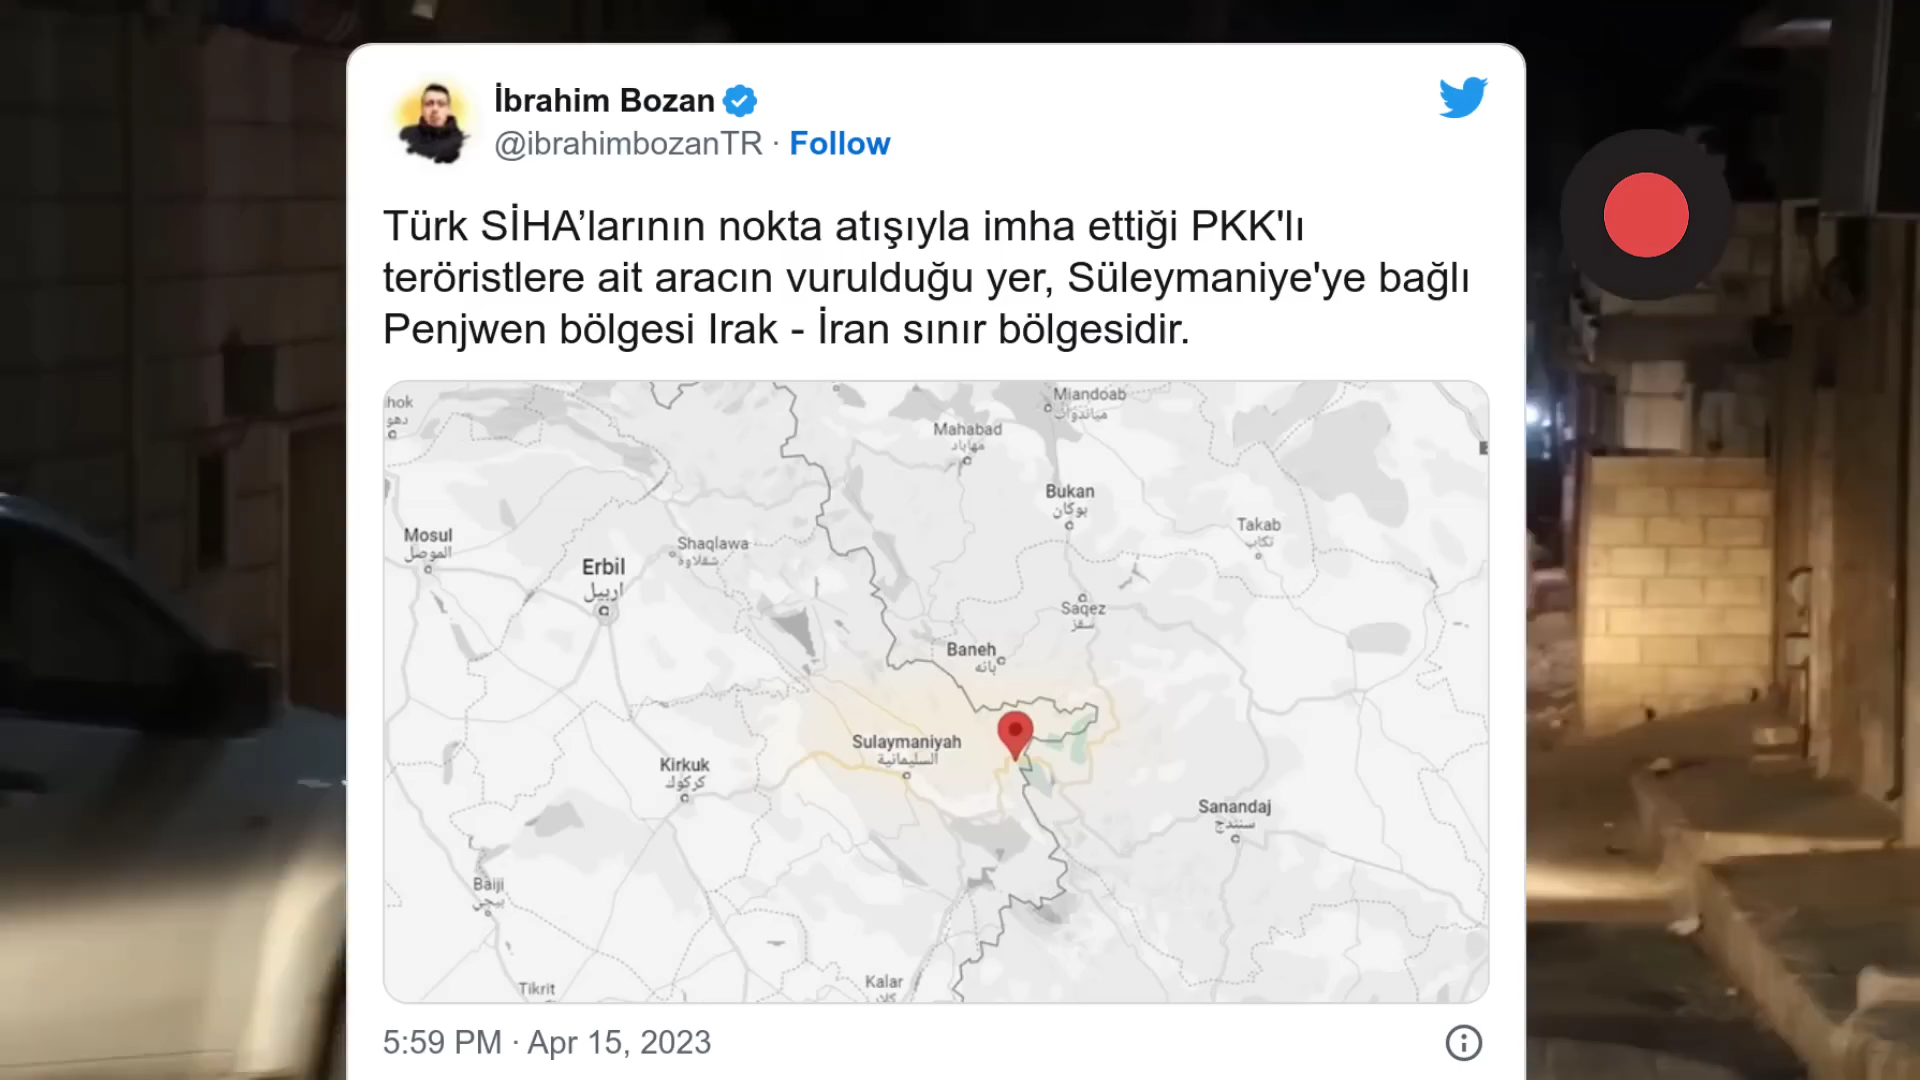 İbrahim Bozan
@ibrahimbozanTR · Follow
Türk SİHA’larının nokta atışıyla imha ettiği PKK'lı
teröristlere ait aracın vurulduğu yer, Süleymaniye'ye bağlı
Penjwen bölgesi Irak - İran sınır bölgesidir.
Miandoab
میاندوآب
hok
دهو
Mahabad
مهاباد
Bukan
بوکان
Takab
تکاب
Mosul
الموصل
Shaqlawa
شقلاوة
Erbil
اربيل
Saqez
سقز
Baneh
بانه
Sulaymaniyah
السليمانية
Kirkuk
كركوك
Sanandaj
سنندج
Baiji
بيجي
Kalar
Tikrit
5:59 PM · Apr 15, 2023